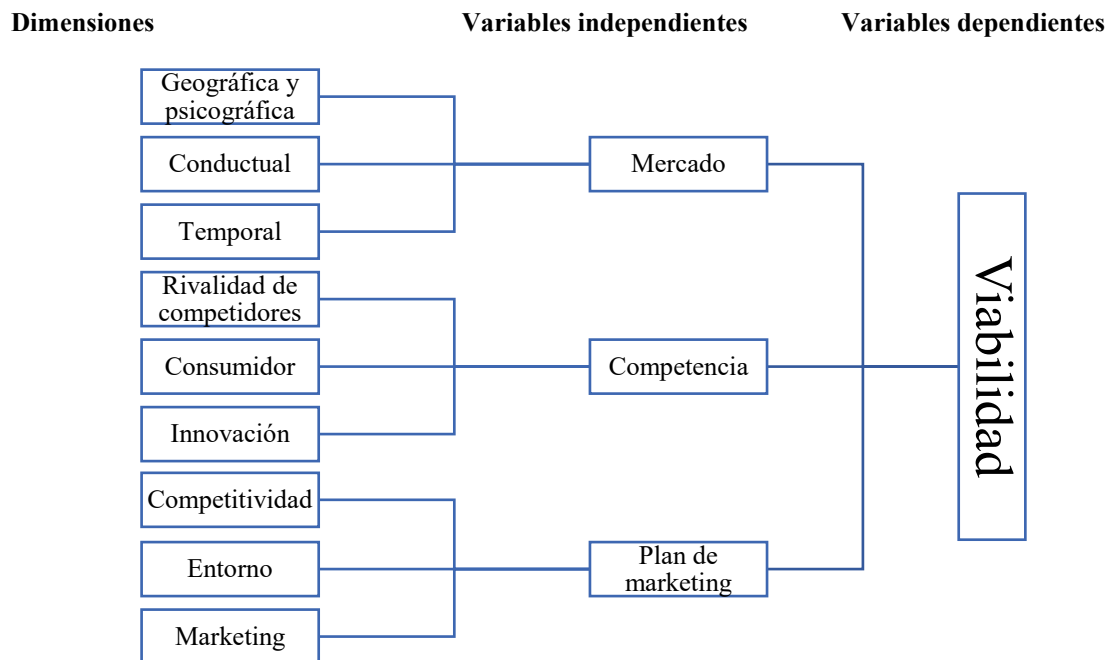 Dimensiones
Variables independientes
Variables dependientes
Geográfica y
psicográfica
Conductual
Temporal
Rivalidad de
competidores
Consumidor
Innovación
Competitividad
Entorno
Marketing
Mercado
Competencia
Plan de
marketing
Viabilidad